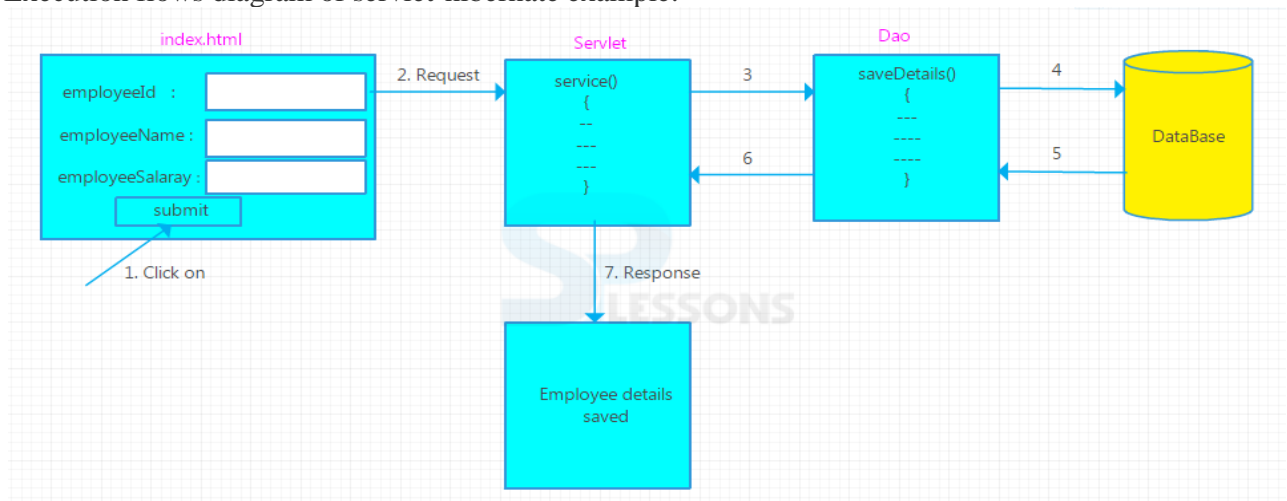 Execution flows diagram of servlet hibernate example:
index.html
employeeId :
employeeName :
employeeSalaray :
submit
1. Click on
2. Request
Servlet
service()
{
--
---
---
}
3
6
Dao
saveDetails()
{
---
----
----
}
4
5
DataBase
7. Response
SP LESSONS
Employee details
saved